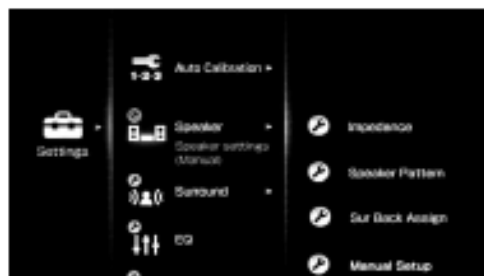 Settings
1-2-3
Auto Calibration
Speaker
Speaker settings
(Manual)
Surround
EQ
Impedance
Speaker Pattern
Sur Back Assign
Manual Setup